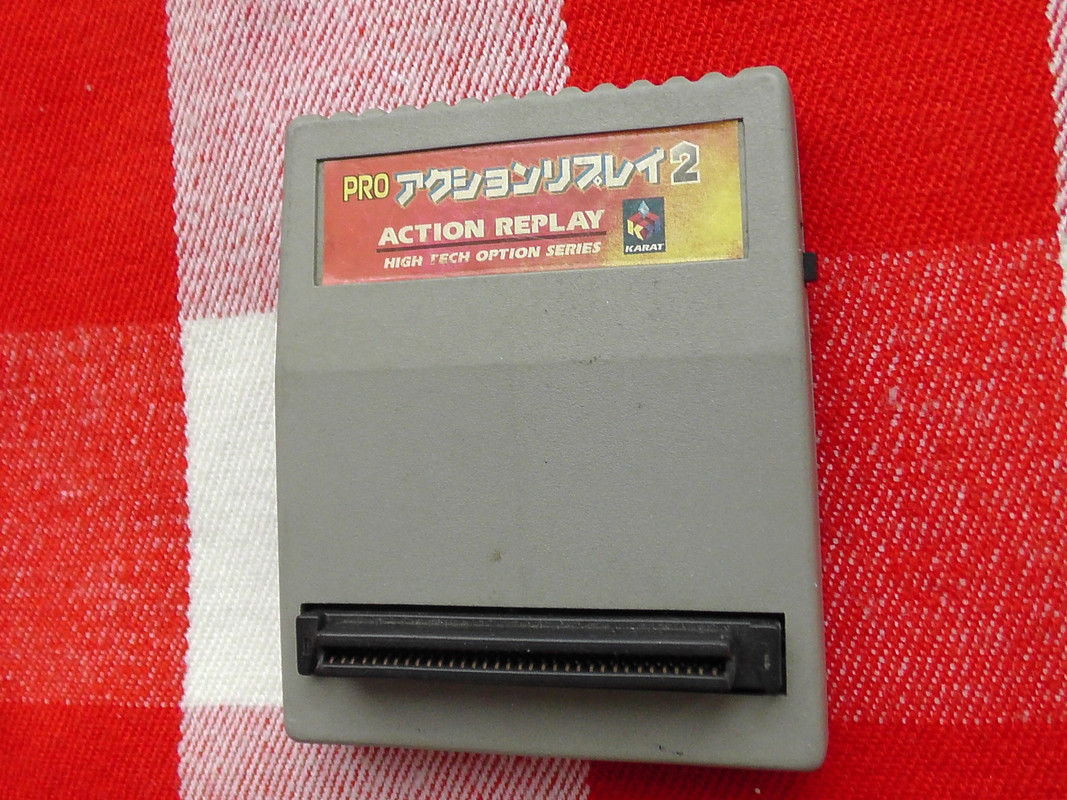 PRO アクションリプレイ2
ACTION REPLAY
HIGH TECH OPTION SERIES
KARAT